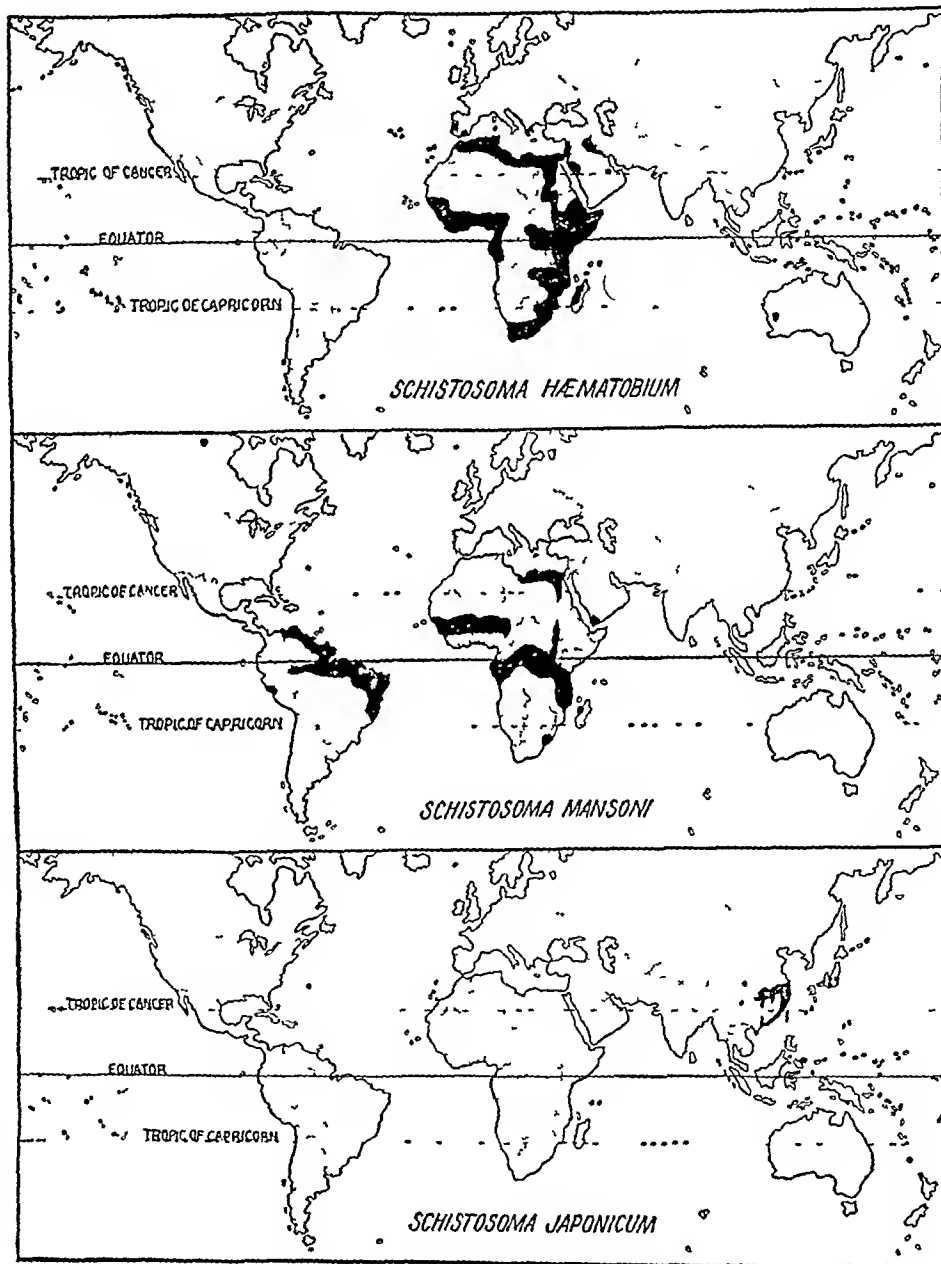 TROPIC OF CANCER
EQUATOR
TROPIC OF CAPRICORN
SCHISTOSOMA HÆMATOBIUM
TROPIC OF CANCER
EQUATOR
TROPIC OF CAPRICORN
SCHISTOSOMA MANSONI
TROPIC OF CANCER
EQUATOR
TROPIC OF CAPRICORN
SCHISTOSOMA JAPONICUM